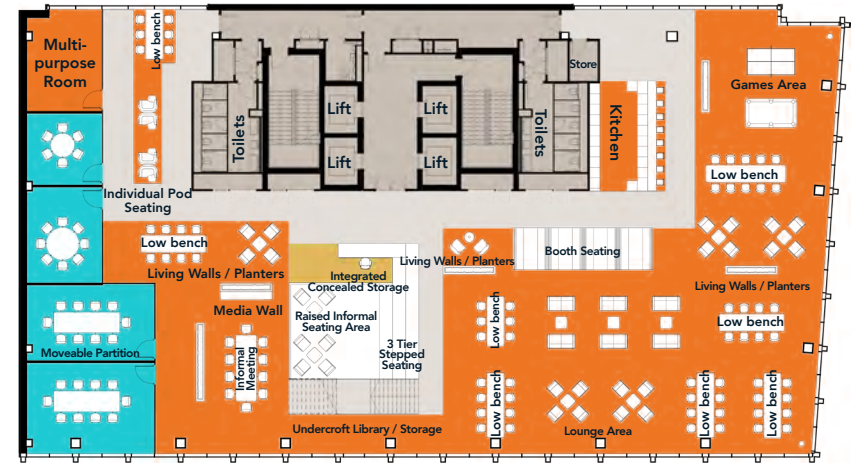 Multi-
purpose
Room
Low bench
Toilets
Lift
Lift
Lift
Lift
Toilets
Store
Kitchen
Games Area
Low bench
Individual Pod
Seating
Low bench
Living Walls / Planters
Media Wall
Integrated
Concealed Storage
Raised Informal
Seating Area
3 Tier
Stepped
Seating
Living Walls / Planters
Booth Seating
Living Walls / Planters
Low bench
Low bench
Moveable Partition
Informal
Meeting
Undercroft Library / Storage
Low bench
Lounge Area
Low bench
Low bench